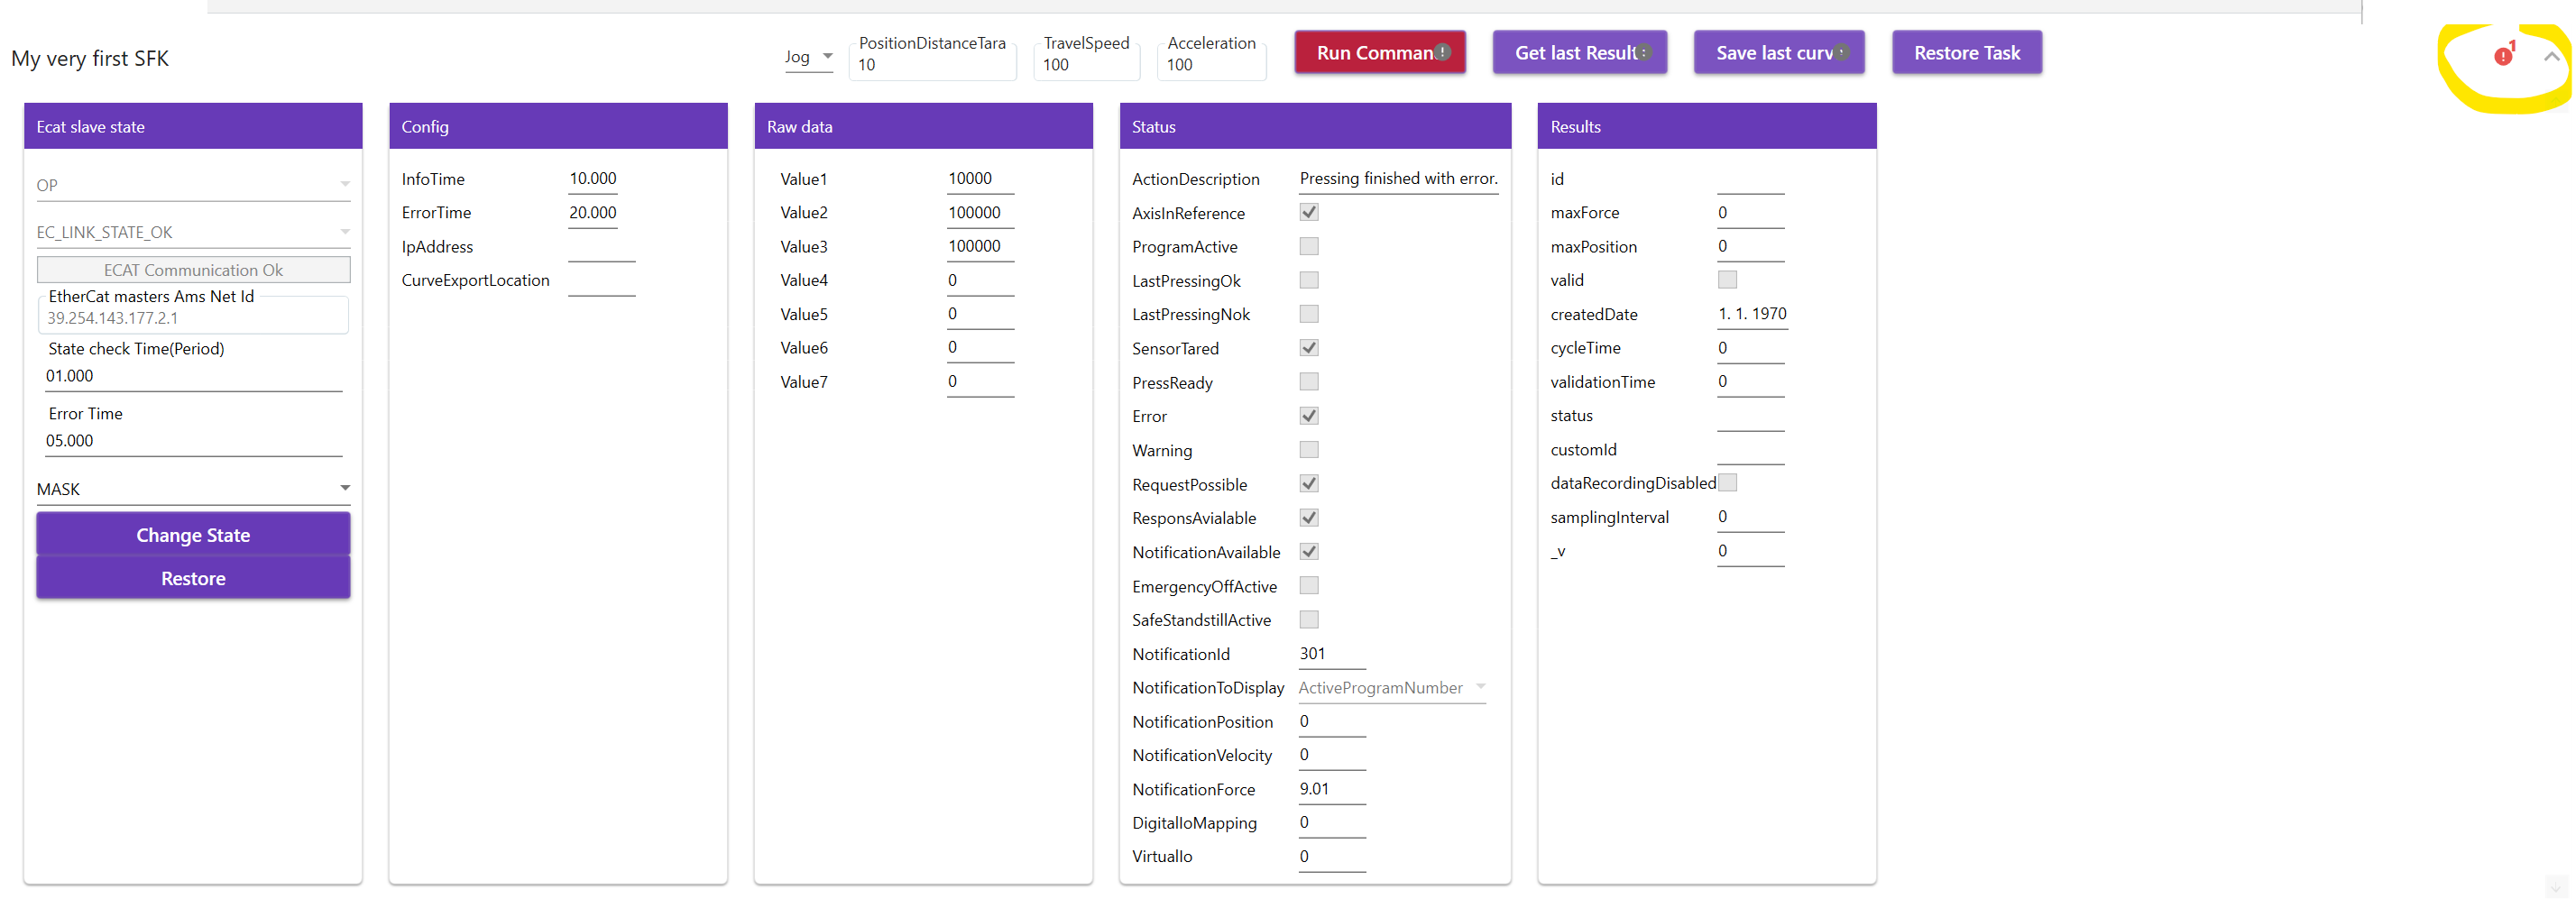 My very first SFK
Jog
PositionDistanceTara
10
TravelSpeed
100
Acceleration
100
Run Comman
Get last Result
Save last curv
Restore Task
1
Ecat slave state
OP
EC_LINK_STATE_OK
ECAT Communication Ok
EtherCat masters Ams Net Id
39.254.143.177.2.1
State check Time(Period)
01.000
Error Time
05.000
MASK
Change State
Restore
Config
InfoTime 10.000
ErrorTime 20.000
IpAddress
CurveExportLocation
Raw data
Value1 10000
Value2 100000
Value3 100000
Value4 0
Value5 0
Value6 0
Value7 0
Status
ActionDescription Pressing finished with error.
AxisInReference
ProgramActive
LastPressingOk
LastPressingNok
SensorTared
PressReady
Error
Warning
RequestPossible
ResponsAvialable
NotificationAvailable
EmergencyOffActive
SafeStandstillActive
NotificationId 301
NotificationToDisplay ActiveProgramNumber
NotificationPosition 0
NotificationVelocity 0
NotificationForce 9.01
DigitalIoMapping 0
VirtualIo 0
Results
id
maxForce 0
maxPosition 0
valid
createdDate 1. 1. 1970
cycleTime 0
validationTime 0
status
customId
dataRecordingDisabled
samplingInterval 0
_v 0